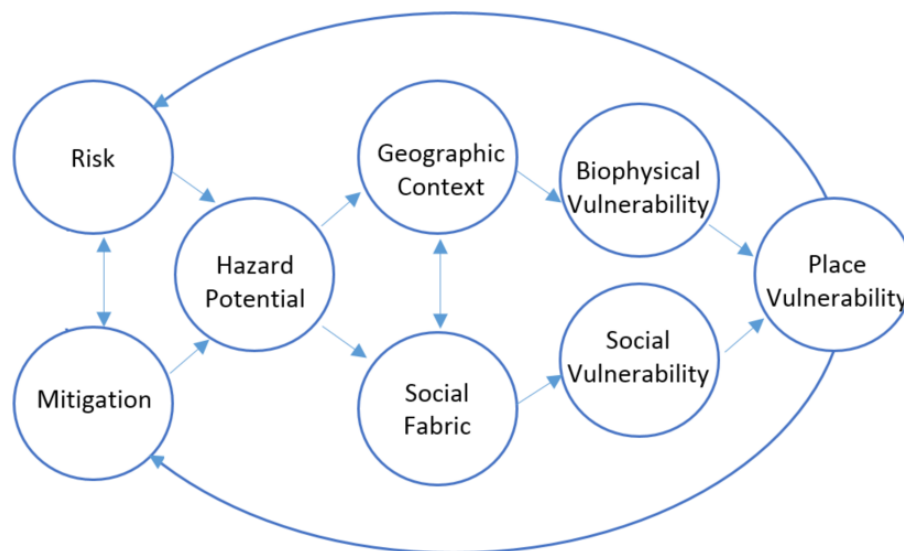 Risk
Geographic
Context
Biophysical
Vulnerability
Hazard
Potential
Place
Vulnerability
Mitigation
Social
Fabric
Social
Vulnerability